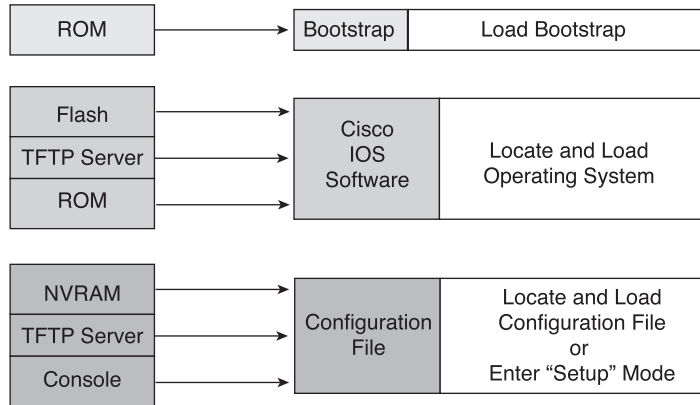 ROM
Bootstrap
Load Bootstrap
Flash
TFTP Server
ROM
Cisco
IOS
Software
Locate and Load
Operating System
NVRAM
TFTP Server
Console
Configuration
File
Locate and Load
Configuration File
or
Enter “Setup” Mode